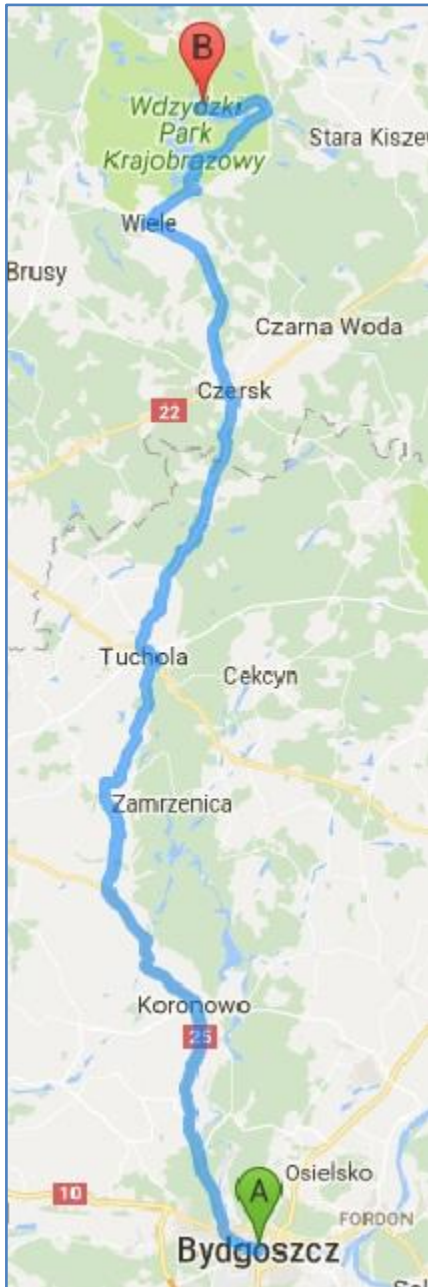 B
Wdzydzki
Park
Krajobrazowy
Stara Kiszew
Wiele
Brusy
Czarna Woda
Czersk
22
Tuchola
Cekcyn
Zamrzenica
Koronowo
25
Osielsko
A
10
FORDON
Bydgoszcz